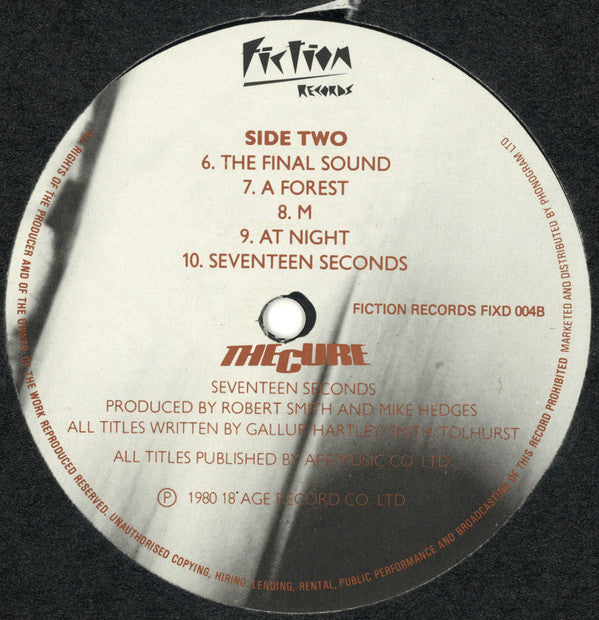 Fiction
RECORDS
SIDE TWO
6. THE FINAL SOUND
7. A FOREST
8. M
9. AT NIGHT
10. SEVENTEEN SECONDS
FICTION RECORDS FIXD 004B
THE CURE
SEVENTEEN SECONDS
PRODUCED BY ROBERT SMITH AND MIKE HEDGES
ALL TITLES WRITTEN BY GALLUP/HARTLEY/SMITH/TOLHURST
ALL TITLES PUBLISHED BY APB MUSIC CO LTD
Ⓟ 1980 18' AGE RECORD CO. LTD
ALL RIGHTS OF THE PRODUCER AND OF THE OWNER OF THE WORK REPRODUCED RESERVED. UNAUTHORISED COPYING, HIRING, LENDING, RENTAL, PUBLIC PERFORMANCE AND BROADCASTING OF THIS RECORD PROHIBITED MARKETED AND DISTRIBUTED BY PHONOGRAM LTD.